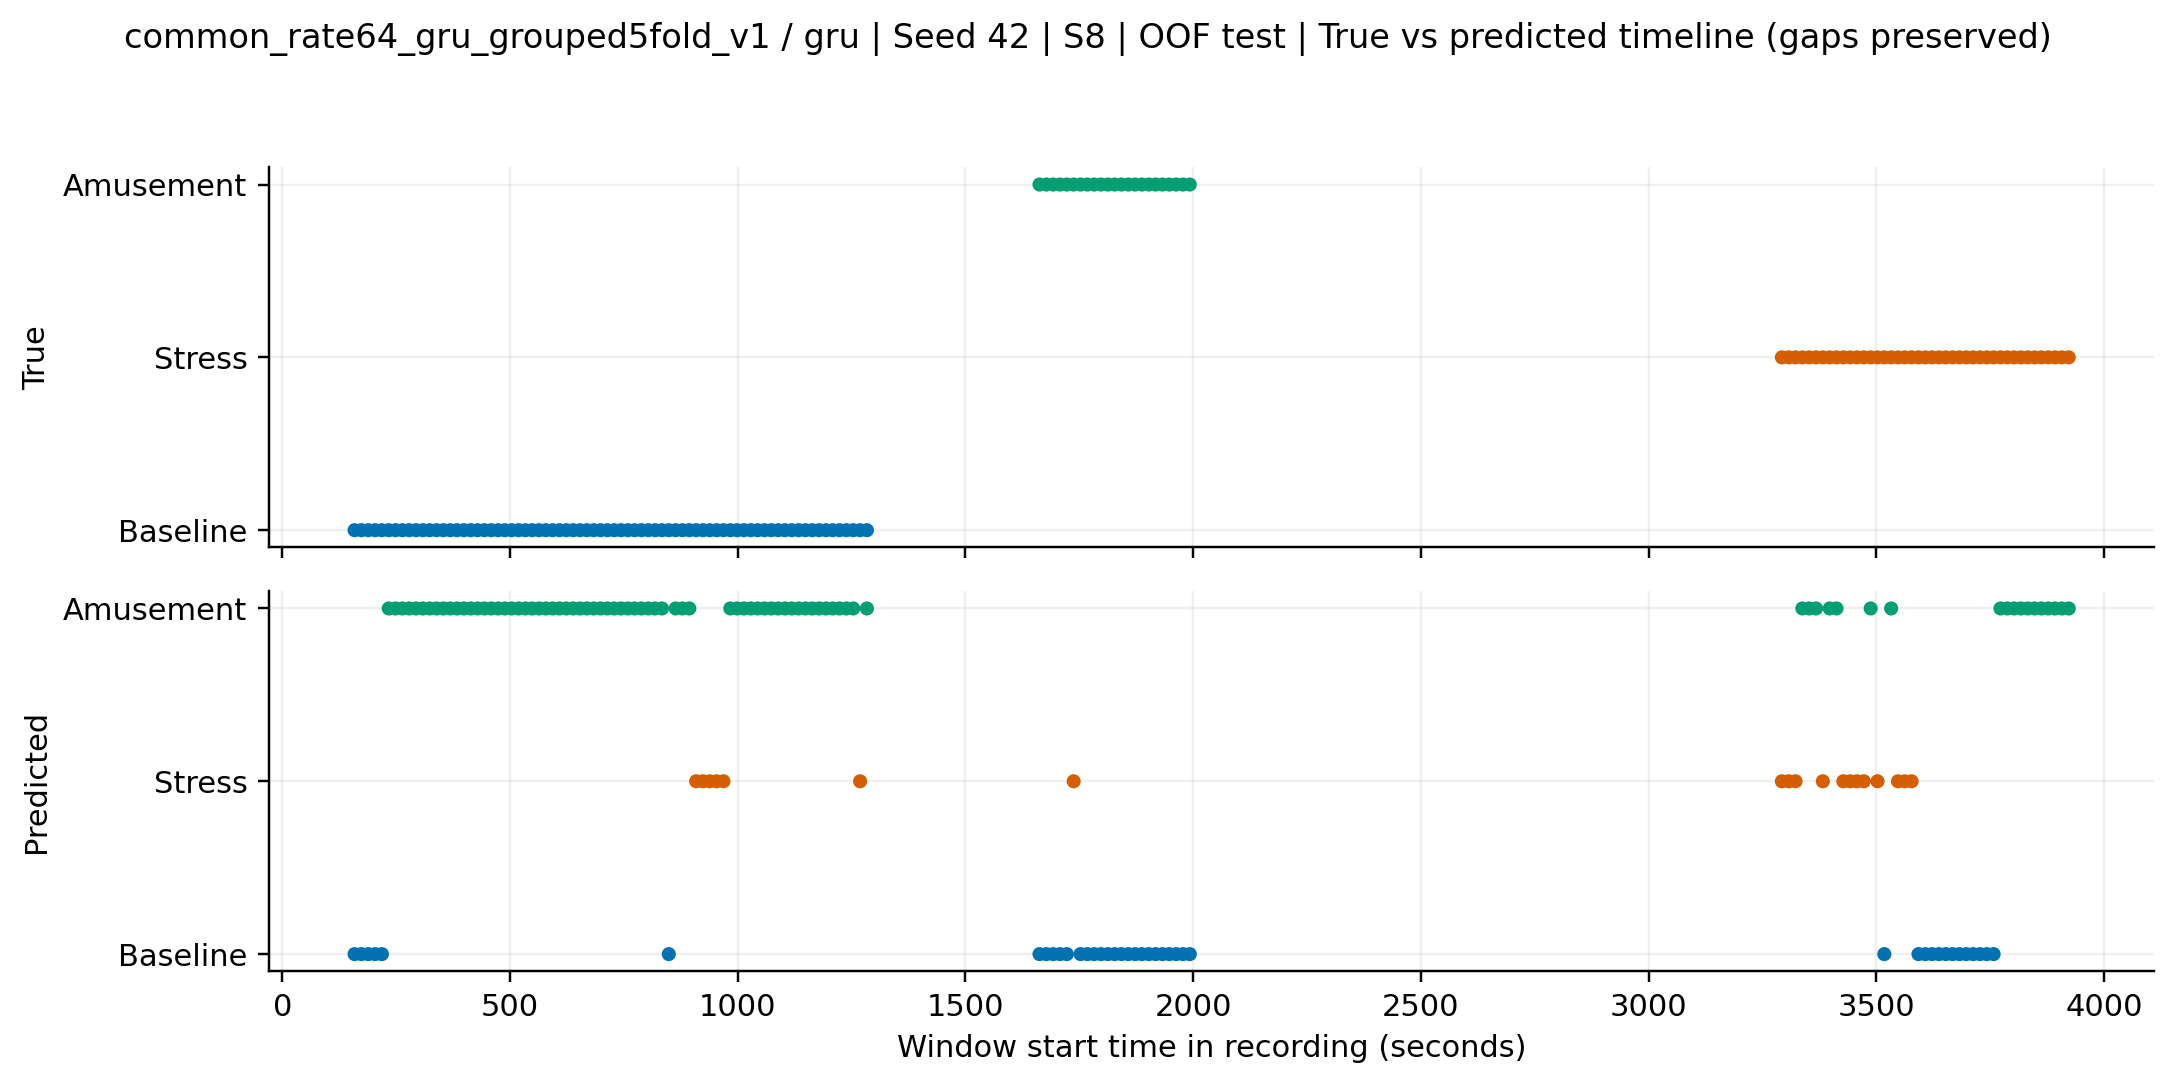 common_rate64_gru_grouped5fold_v1 / gru | Seed 42 | S8 | OOF test | True vs predicted timeline (gaps preserved)
True
Amusement
Stress
Baseline
Predicted
Amusement
Stress
Baseline
0 500 1000 1500 2000 2500 3000 3500 4000
Window start time in recording (seconds)